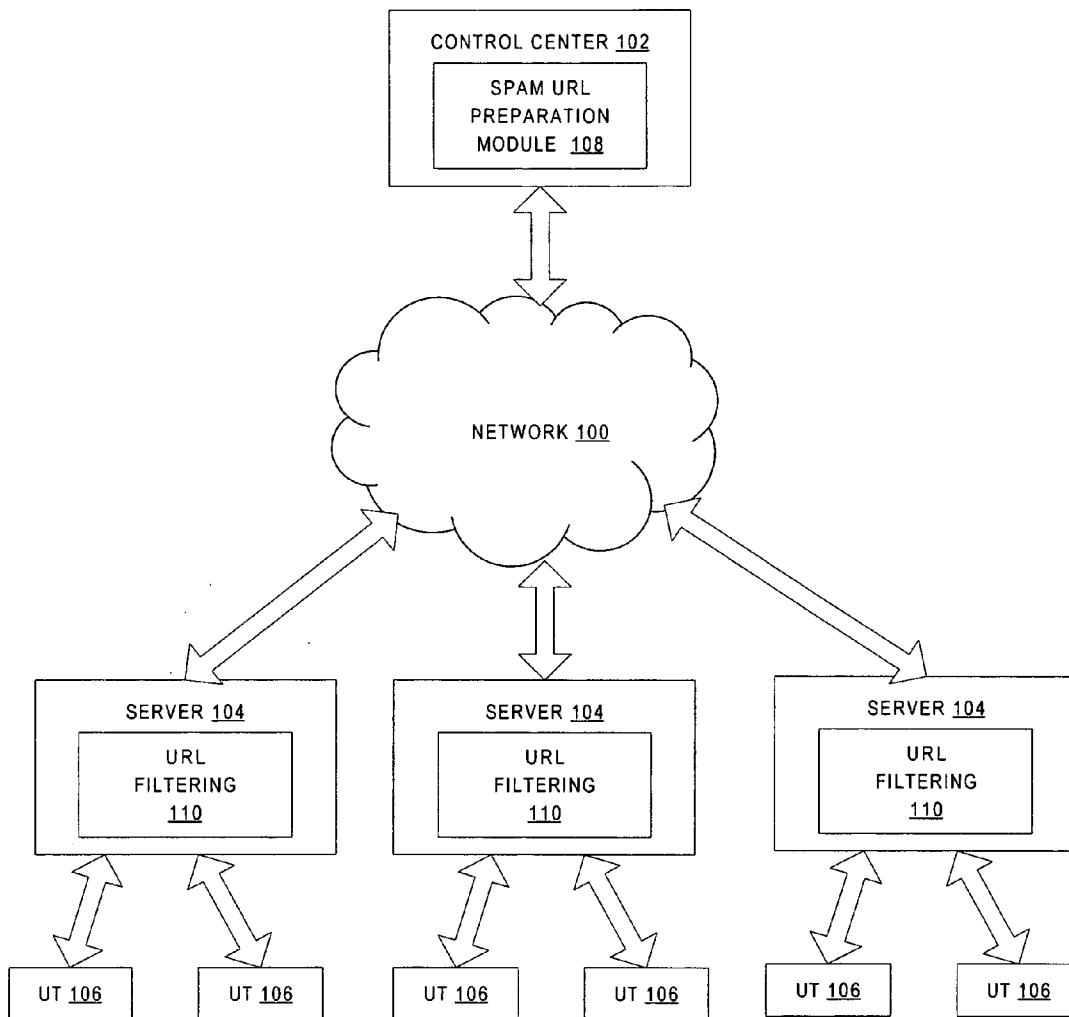 CONTROL CENTER 102
SPAM URL
PREPARATION
MODULE 108
NETWORK 100
SERVER 104
URL
FILTERING
110
SERVER 104
URL
FILTERING
110
SERVER 104
URL
FILTERING
110
UT 106
UT 106
UT 106
UT 106
UT 106
UT 106